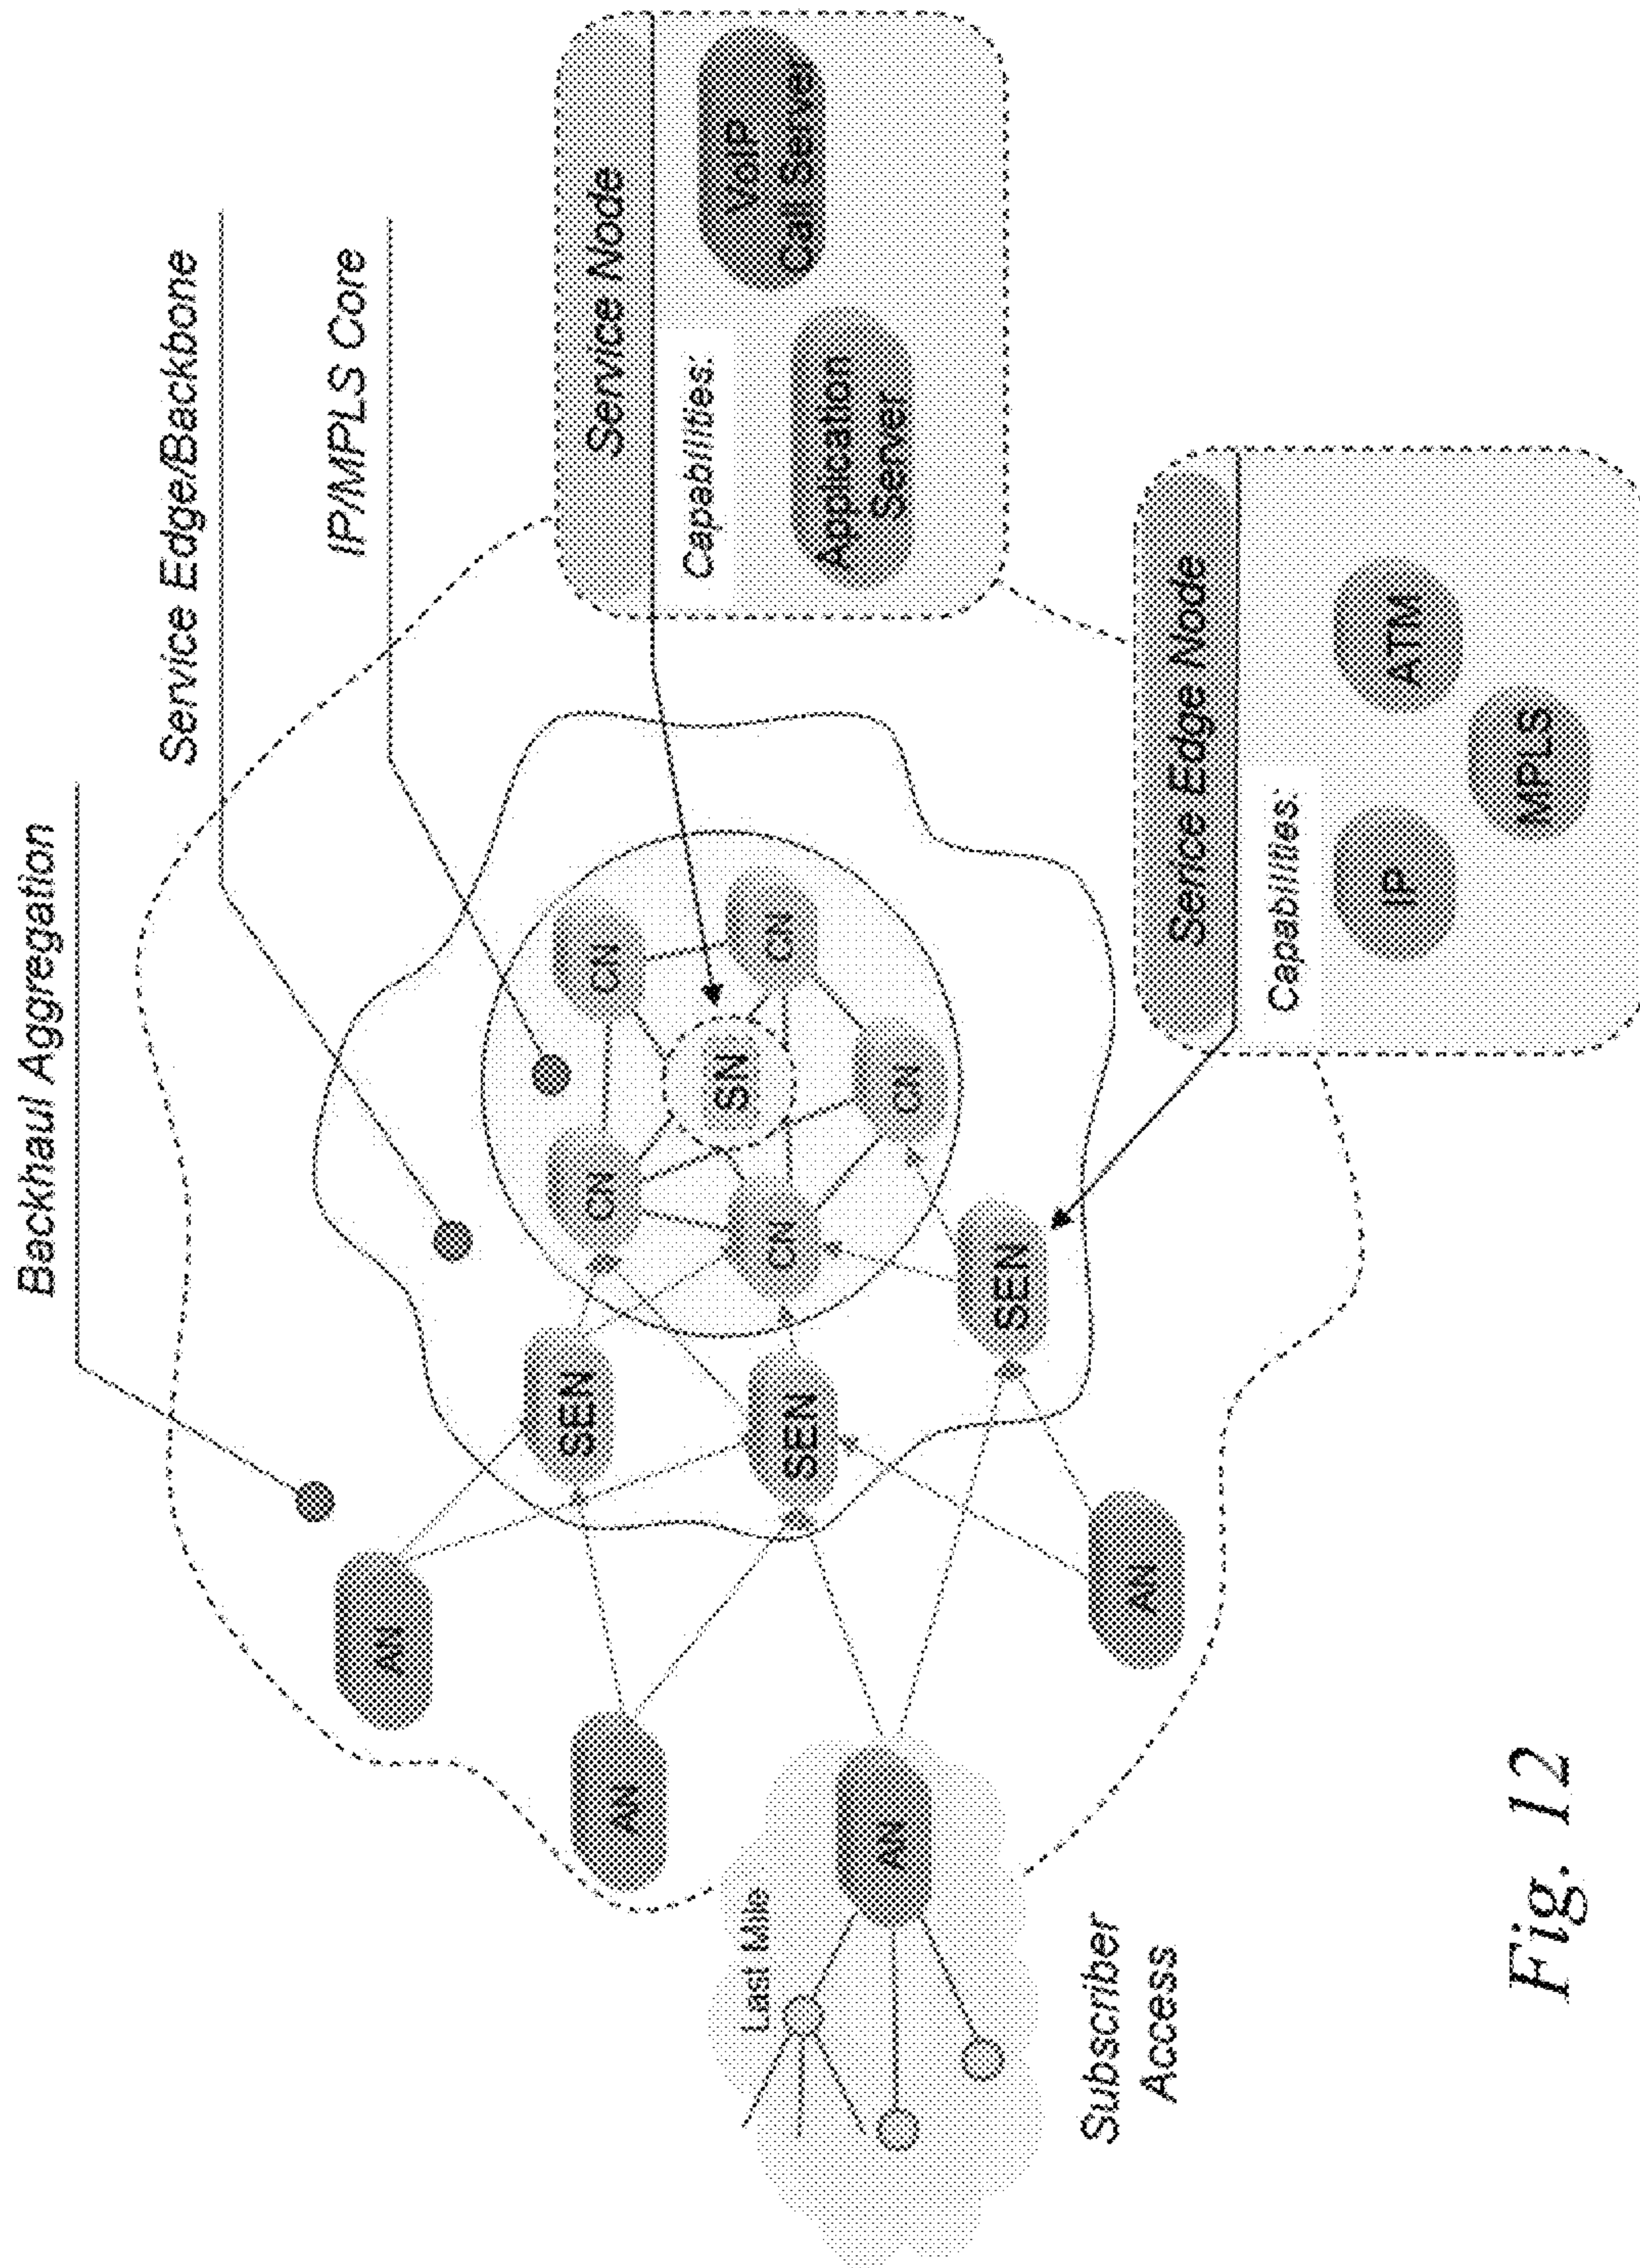 Backhaul Aggregation
Service Edge/Backbone
IP/MPLS Core
AN
AN
SEN
CN
CN
Service Node
Capabilities:
VoIP
Call Server
Application
Server
SN
Last Mile
SEN
CN
CN
AN
CN
SEN
AN
Subscriber
Access
Service Edge Node
Capabilities:
IP
ATM
MPLS
Fig. 12